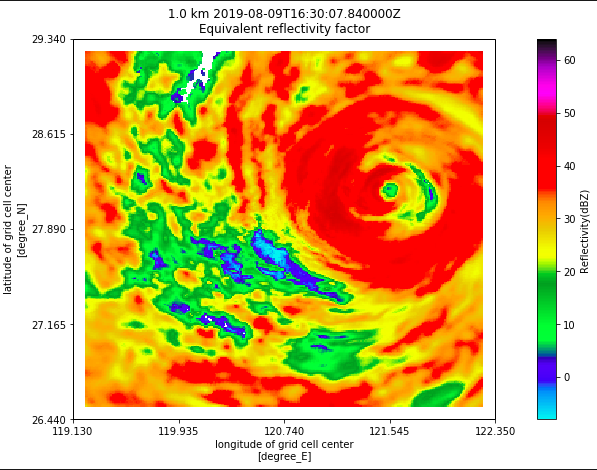 1.0 km 2019-08-09T16:30:07.840000Z
Equivalent reflectivity factor
29.340
28.615
27.890
27.165
26.440
latitude of grid cell center
[degree_N]
119.130 119.935 120.740 121.545 122.350
longitude of grid cell center
[degree_E]
60
50
40
30
20
10
0
Reflectivity(dBZ)